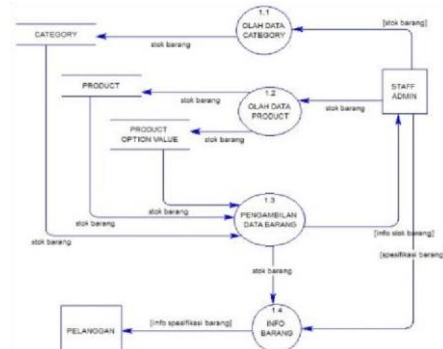 1.1
OLAH DATA
CATEGORY
[stok barang]
CATEGORY
stok barang
PRODUCT
stok barang
1.2
OLAH DATA
PRODUCT
stok barang
STAFF
ADMIN
PRODUCT
OPTION VALUE
stok barang
1.3
PENGAMBILAN
DATA BARANG
stok barang
stok barang
stok barang
[info stok barang]
[spesifikasi barang]
stok barang
PELANGGAN
[info spesifikasi barang]
1.4
INFO
BARANG